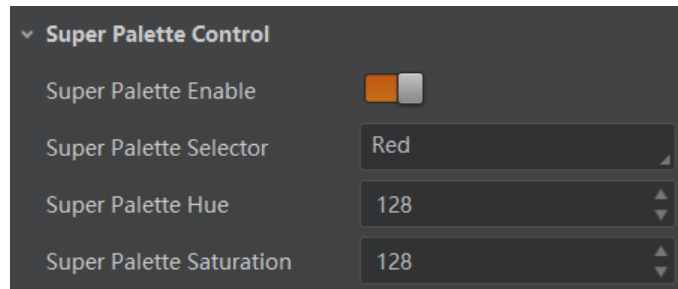 Super Palette Control
Super Palette Enable
Super Palette Selector Red
Super Palette Hue 128
Super Palette Saturation 128